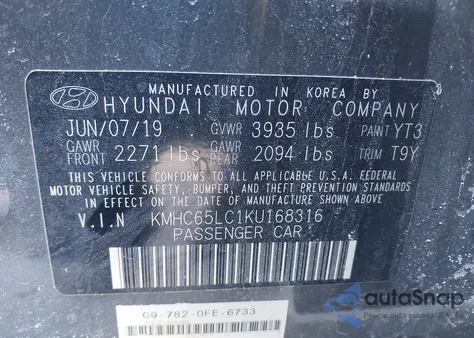 MANUFACTURED IN KOREA BY
HYUNDAI MOTOR COMPANY
JUN/07/19 GVWR 3935 lbs PAINT YT3
GAWR FRONT 2271 lbs GAWR REAR 2094 lbs TRIM T9Y
THIS VEHICLE CONFORMS TO ALL APPLICABLE U.S. FEDERAL
MOTOR VEHICLE SAFETY, BUMPER, AND THEFT PREVENTION STANDARDS
IN EFFECT ON THE DATE OF MANUFACTURE SHOWN ABOVE.
V.I.N KMHC65LC1KU168316
PASSENGER CAR
G9-782-0FE-6733
autoSnap